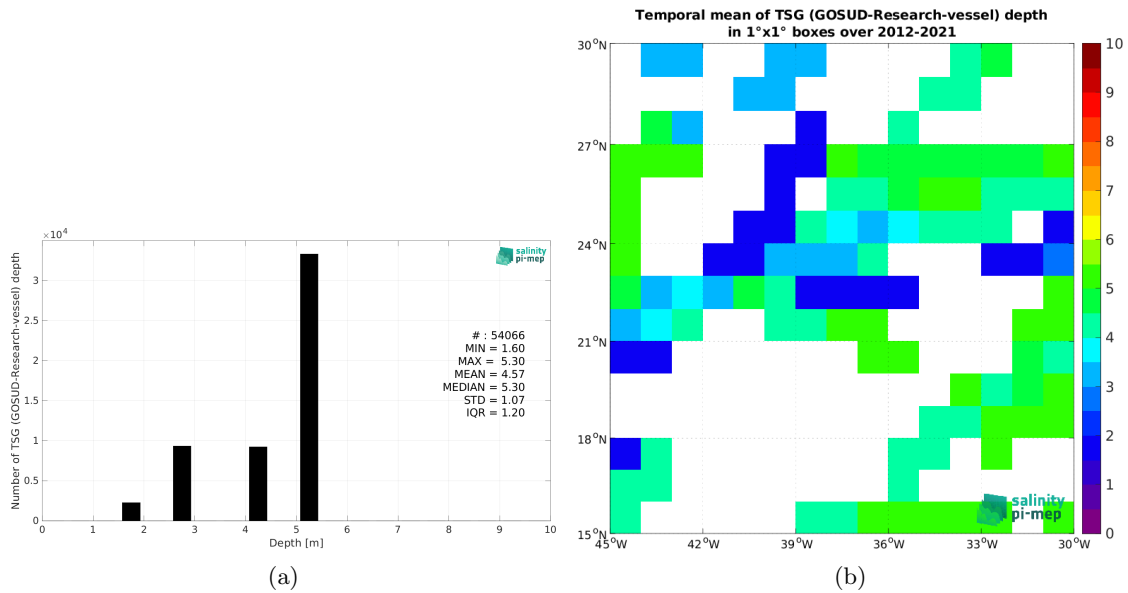 ×10⁴
3
2.5
2
1.5
1
0.5
0
Number of TSG (GOSUD-Research-vessel) depth
salinity
pi-mep
# : 54066
MIN = 1.60
MAX = 5.30
MEAN = 4.57
MEDIAN = 5.30
STD = 1.07
IQR = 1.20
0 1 2 3 4 5 6 7 8 9 10
Depth [m]
(a)
Temporal mean of TSG (GOSUD-Research-vessel) depth
in 1°x1° boxes over 2012-2021
30°N
27°N
24°N
21°N
18°N
15°N
45°W 42°W 39°W 36°W 33°W 30°W
salinity
pi-mep
10
9
8
7
6
5
4
3
2
1
0
(b)